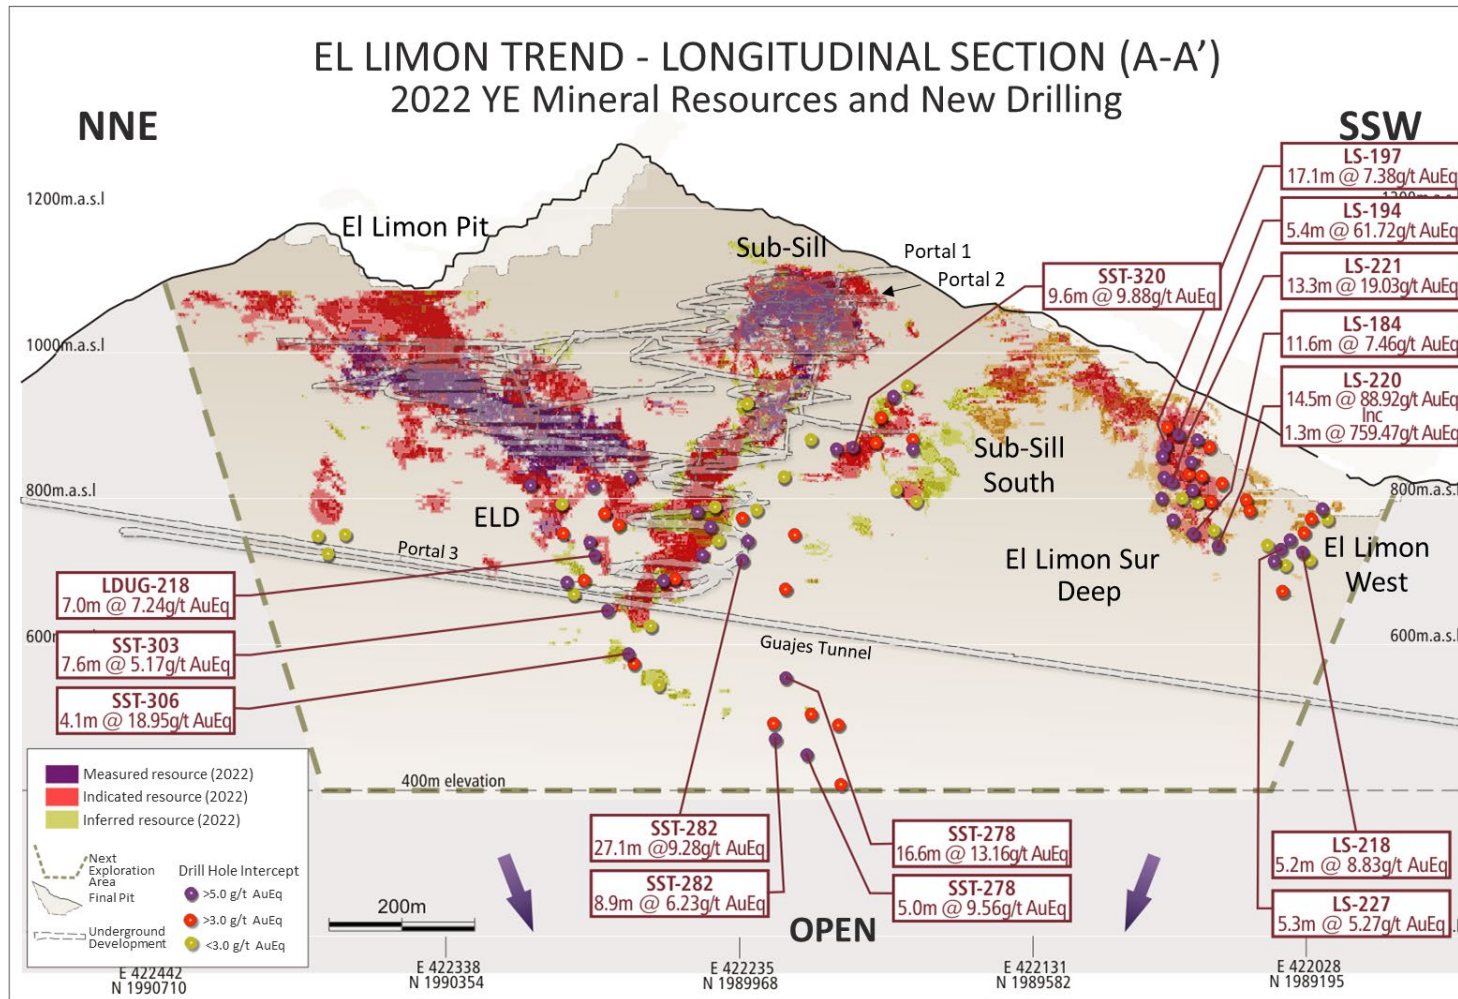 EL LIMON TREND - LONGITUDINAL SECTION (A-A’)
2022 YE Mineral Resources and New Drilling
NNE
SSW
1200m.a.s.l
El Limon Pit
Sub-Sill
Portal 1
Portal 2
SST-320
9.6m @ 9.88g/t AuEq
LS-197
17.1m @ 7.38g/t AuEq
LS-194
5.4m @ 61.72g/t AuEq
LS-221
13.3m @ 19.03g/t AuEq
LS-184
11.6m @ 7.46g/t AuEq
LS-220
14.5m @ 88.92g/t AuEq
Inc
1.3m @ 759.47g/t AuEq
1000m.a.s.l
800m.a.s.l
800m.a.s.l
Sub-Sill
South
ELD
Portal 3
El Limon Sur
Deep
El Limon
West
LDUG-218
7.0m @ 7.24g/t AuEq
SST-303
7.6m @ 5.17g/t AuEq
SST-306
4.1m @ 18.95g/t AuEq
Guajes Tunnel
600m.a.s.l
400m elevation
Measured resource (2022)
Indicated resource (2022)
Inferred resource (2022)
Next
Exploration
Area
Final Pit
Underground
Development
Drill Hole Intercept
>5.0 g/t AuEq
>3.0 g/t AuEq
<3.0 g/t AuEq
200m
SST-282
27.1m @9.28g/t AuEq
SST-282
8.9m @ 6.23g/t AuEq
SST-278
16.6m @ 13.16g/t AuEq
SST-278
5.0m @ 9.56g/t AuEq
LS-218
5.2m @ 8.83g/t AuEq
LS-227
5.3m @ 5.27g/t AuEq
OPEN
E 422442
N 1990710
E 422338
N 1990354
E 422235
N 1989968
E 422131
N 1989582
E 422028
N 1989195